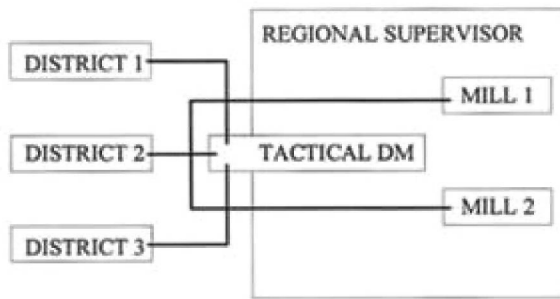 REGIONAL SUPERVISOR
DISTRICT 1
MILL 1
DISTRICT 2
TACTICAL DM
MILL 2
DISTRICT 3